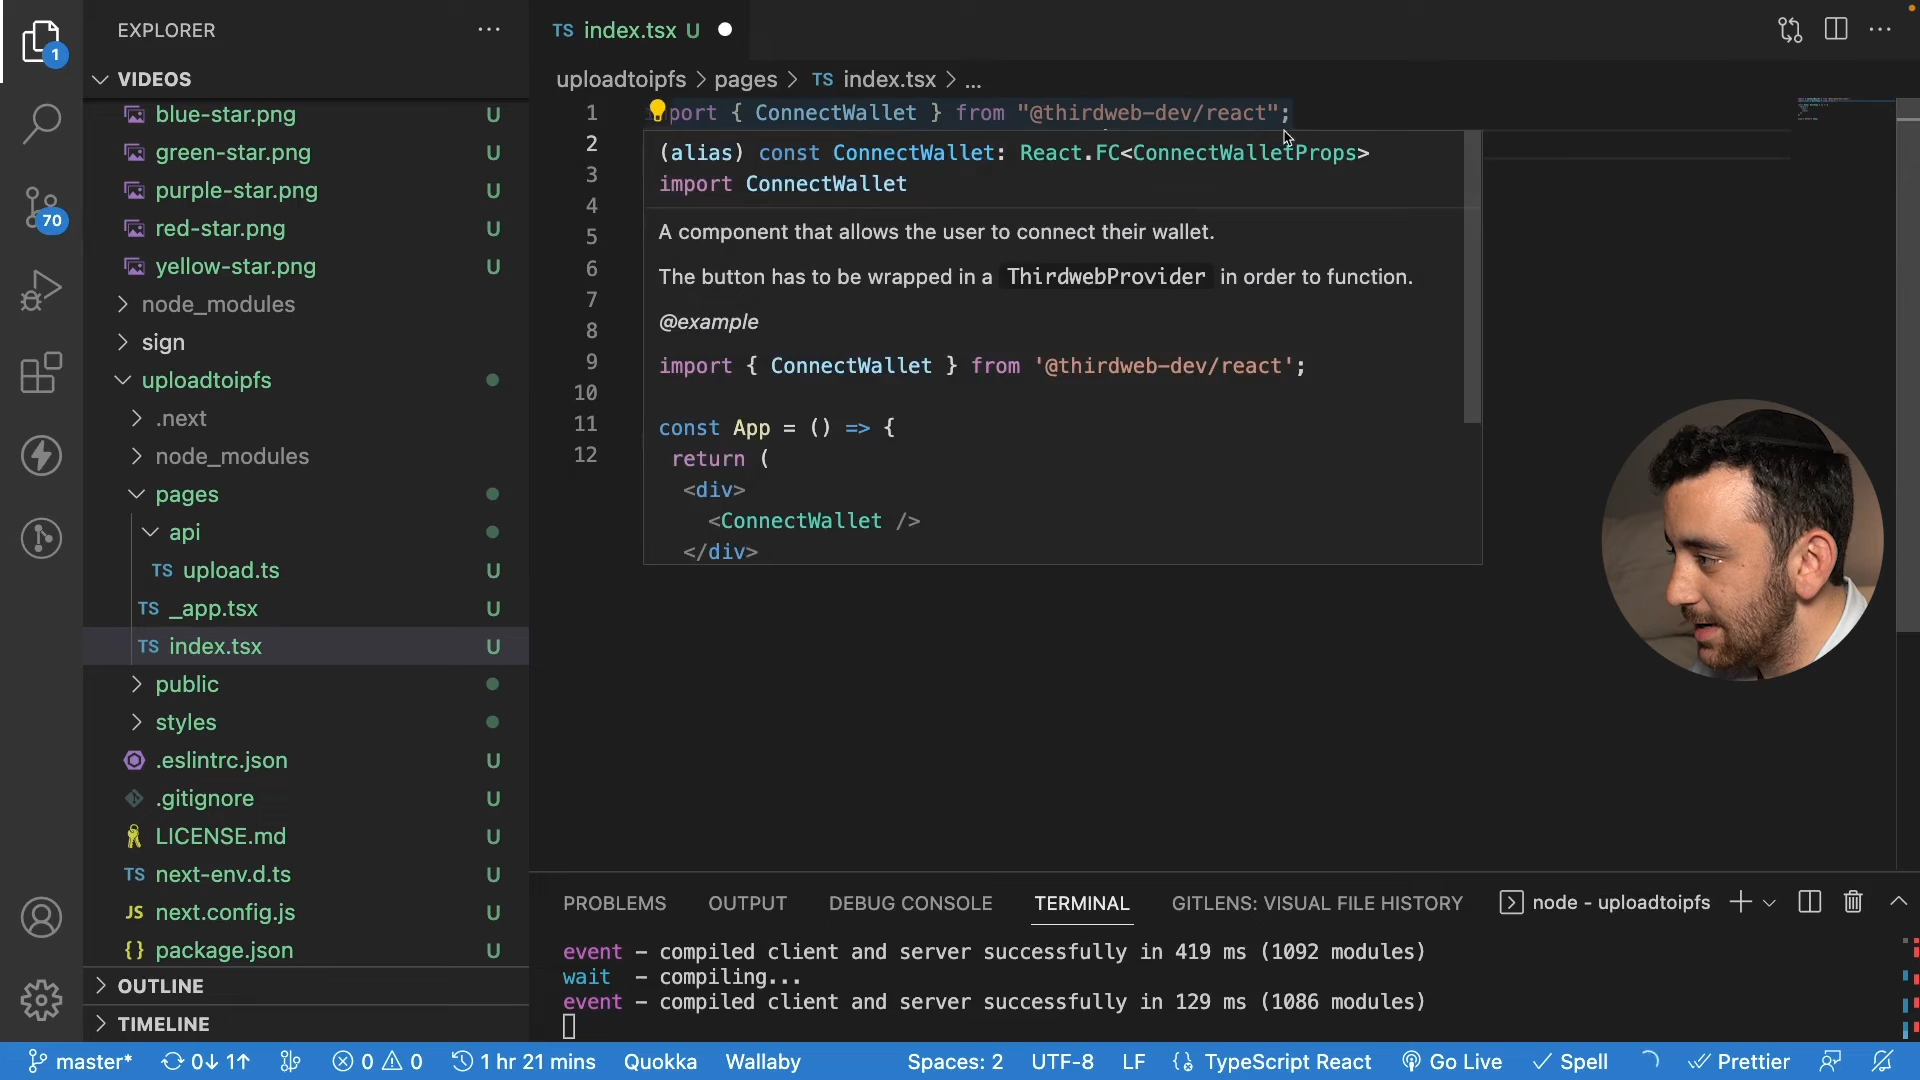 EXPLORER
TS index.tsx U
1
uploadtoipfs > pages > TS index.tsx > ...
VIDEOS
blue-star.png U
green-star.png U
purple-star.png U
red-star.png U
yellow-star.png U
node_modules
sign
uploadtoipfs
.next
node_modules
pages
api
TS upload.ts U
TS _app.tsx U
TS index.tsx U
public
styles
.eslintrc.json U
.gitignore U
LICENSE.md U
TS next-env.d.ts U
JS next.config.js U
{} package.json U
OUTLINE
TIMELINE
70
1 port { ConnectWallet } from "@thirdweb-dev/react";
2
3
4
5
6
7
8
9
10
11
12
(alias) const ConnectWallet: React.FC<ConnectWalletProps>
import ConnectWallet
A component that allows the user to connect their wallet.
The button has to be wrapped in a ThirdwebProvider in order to function.
@example
import { ConnectWallet } from '@thirdweb-dev/react';
const App = () => {
return (
<div>
<ConnectWallet />
</div>
PROBLEMS OUTPUT DEBUG CONSOLE TERMINAL GITLENS: VISUAL FILE HISTORY node - uploadtoipfs
event - compiled client and server successfully in 419 ms (1092 modules)
wait - compiling...
event - compiled client and server successfully in 129 ms (1086 modules)
master* 0↓ 1↑ 0 0 1 hr 21 mins Quokka Wallaby Spaces: 2 UTF-8 LF {} TypeScript React Go Live Spell Prettier